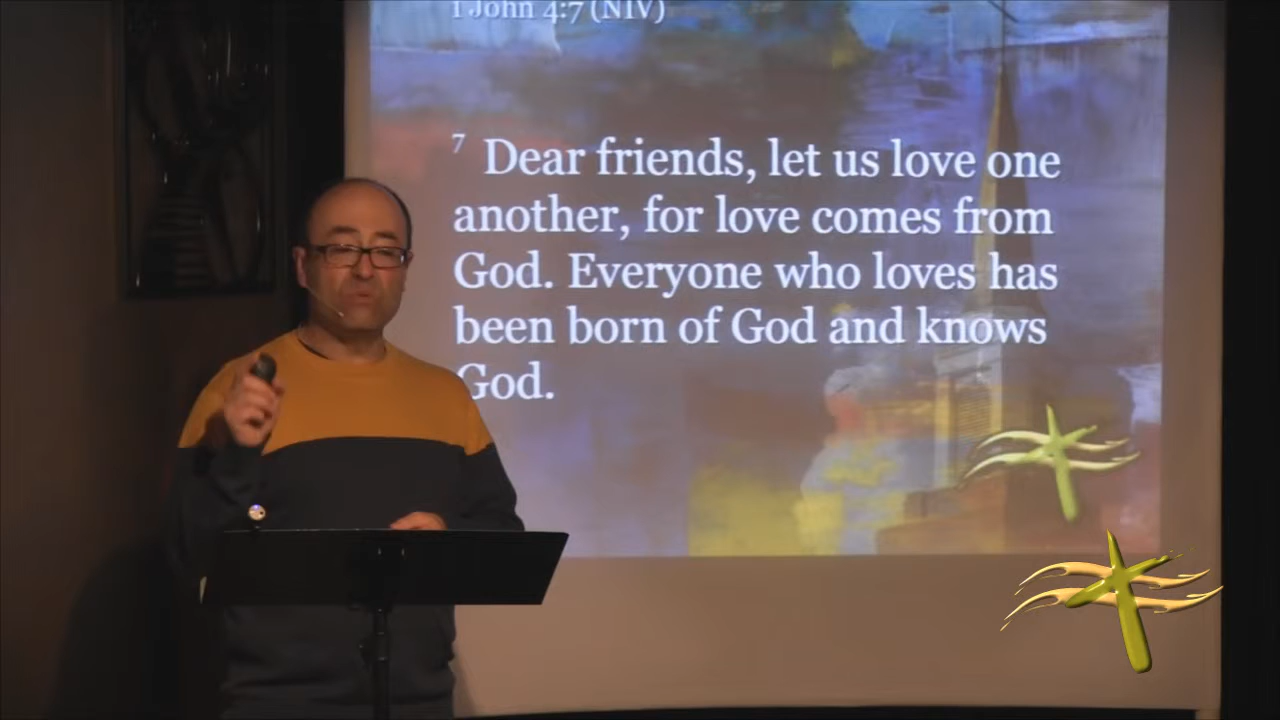 1 John 4:7 (NIV)
7 Dear friends, let us love one
another, for love comes from
God. Everyone who loves has
been born of God and knows
God.